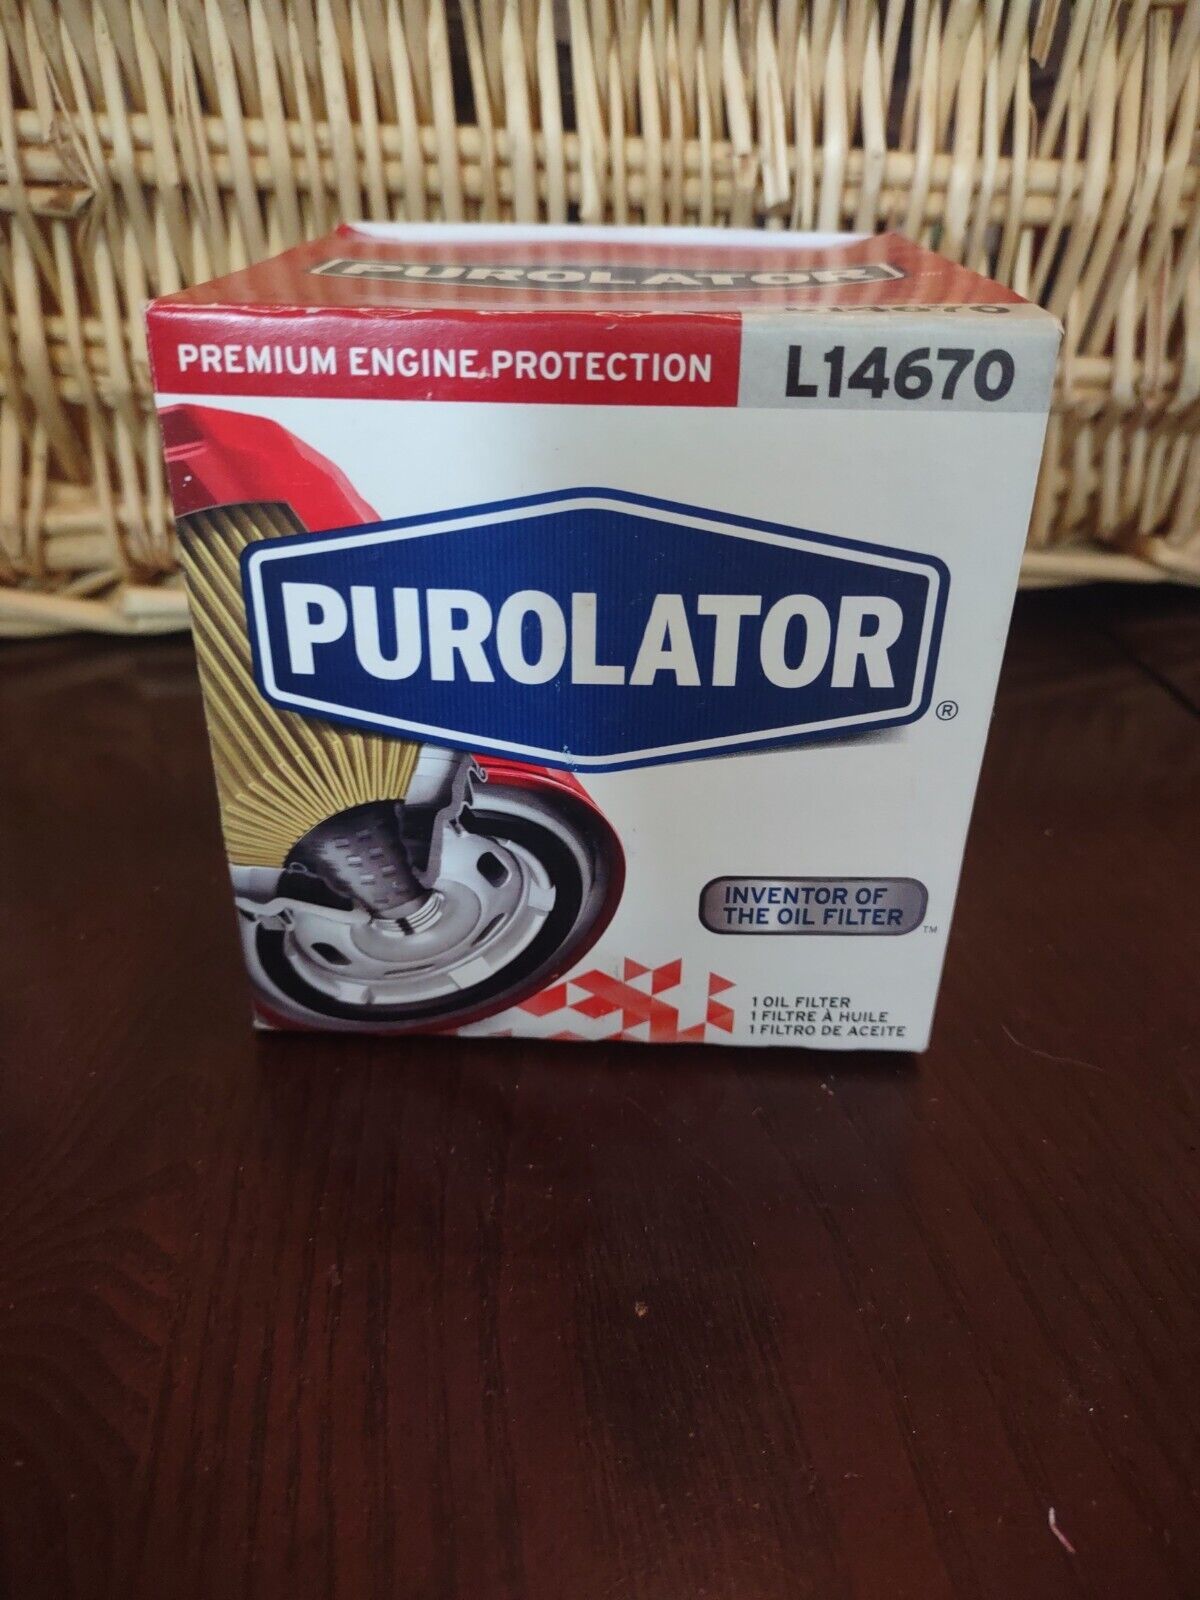 PUROLATOR
L14670
PREMIUM ENGINE PROTECTION
L14670
PUROLATOR
®
INVENTOR OF
THE OIL FILTER
TM
1 OIL FILTER
1 FILTRE À HUILE
1 FILTRO DE ACEITE